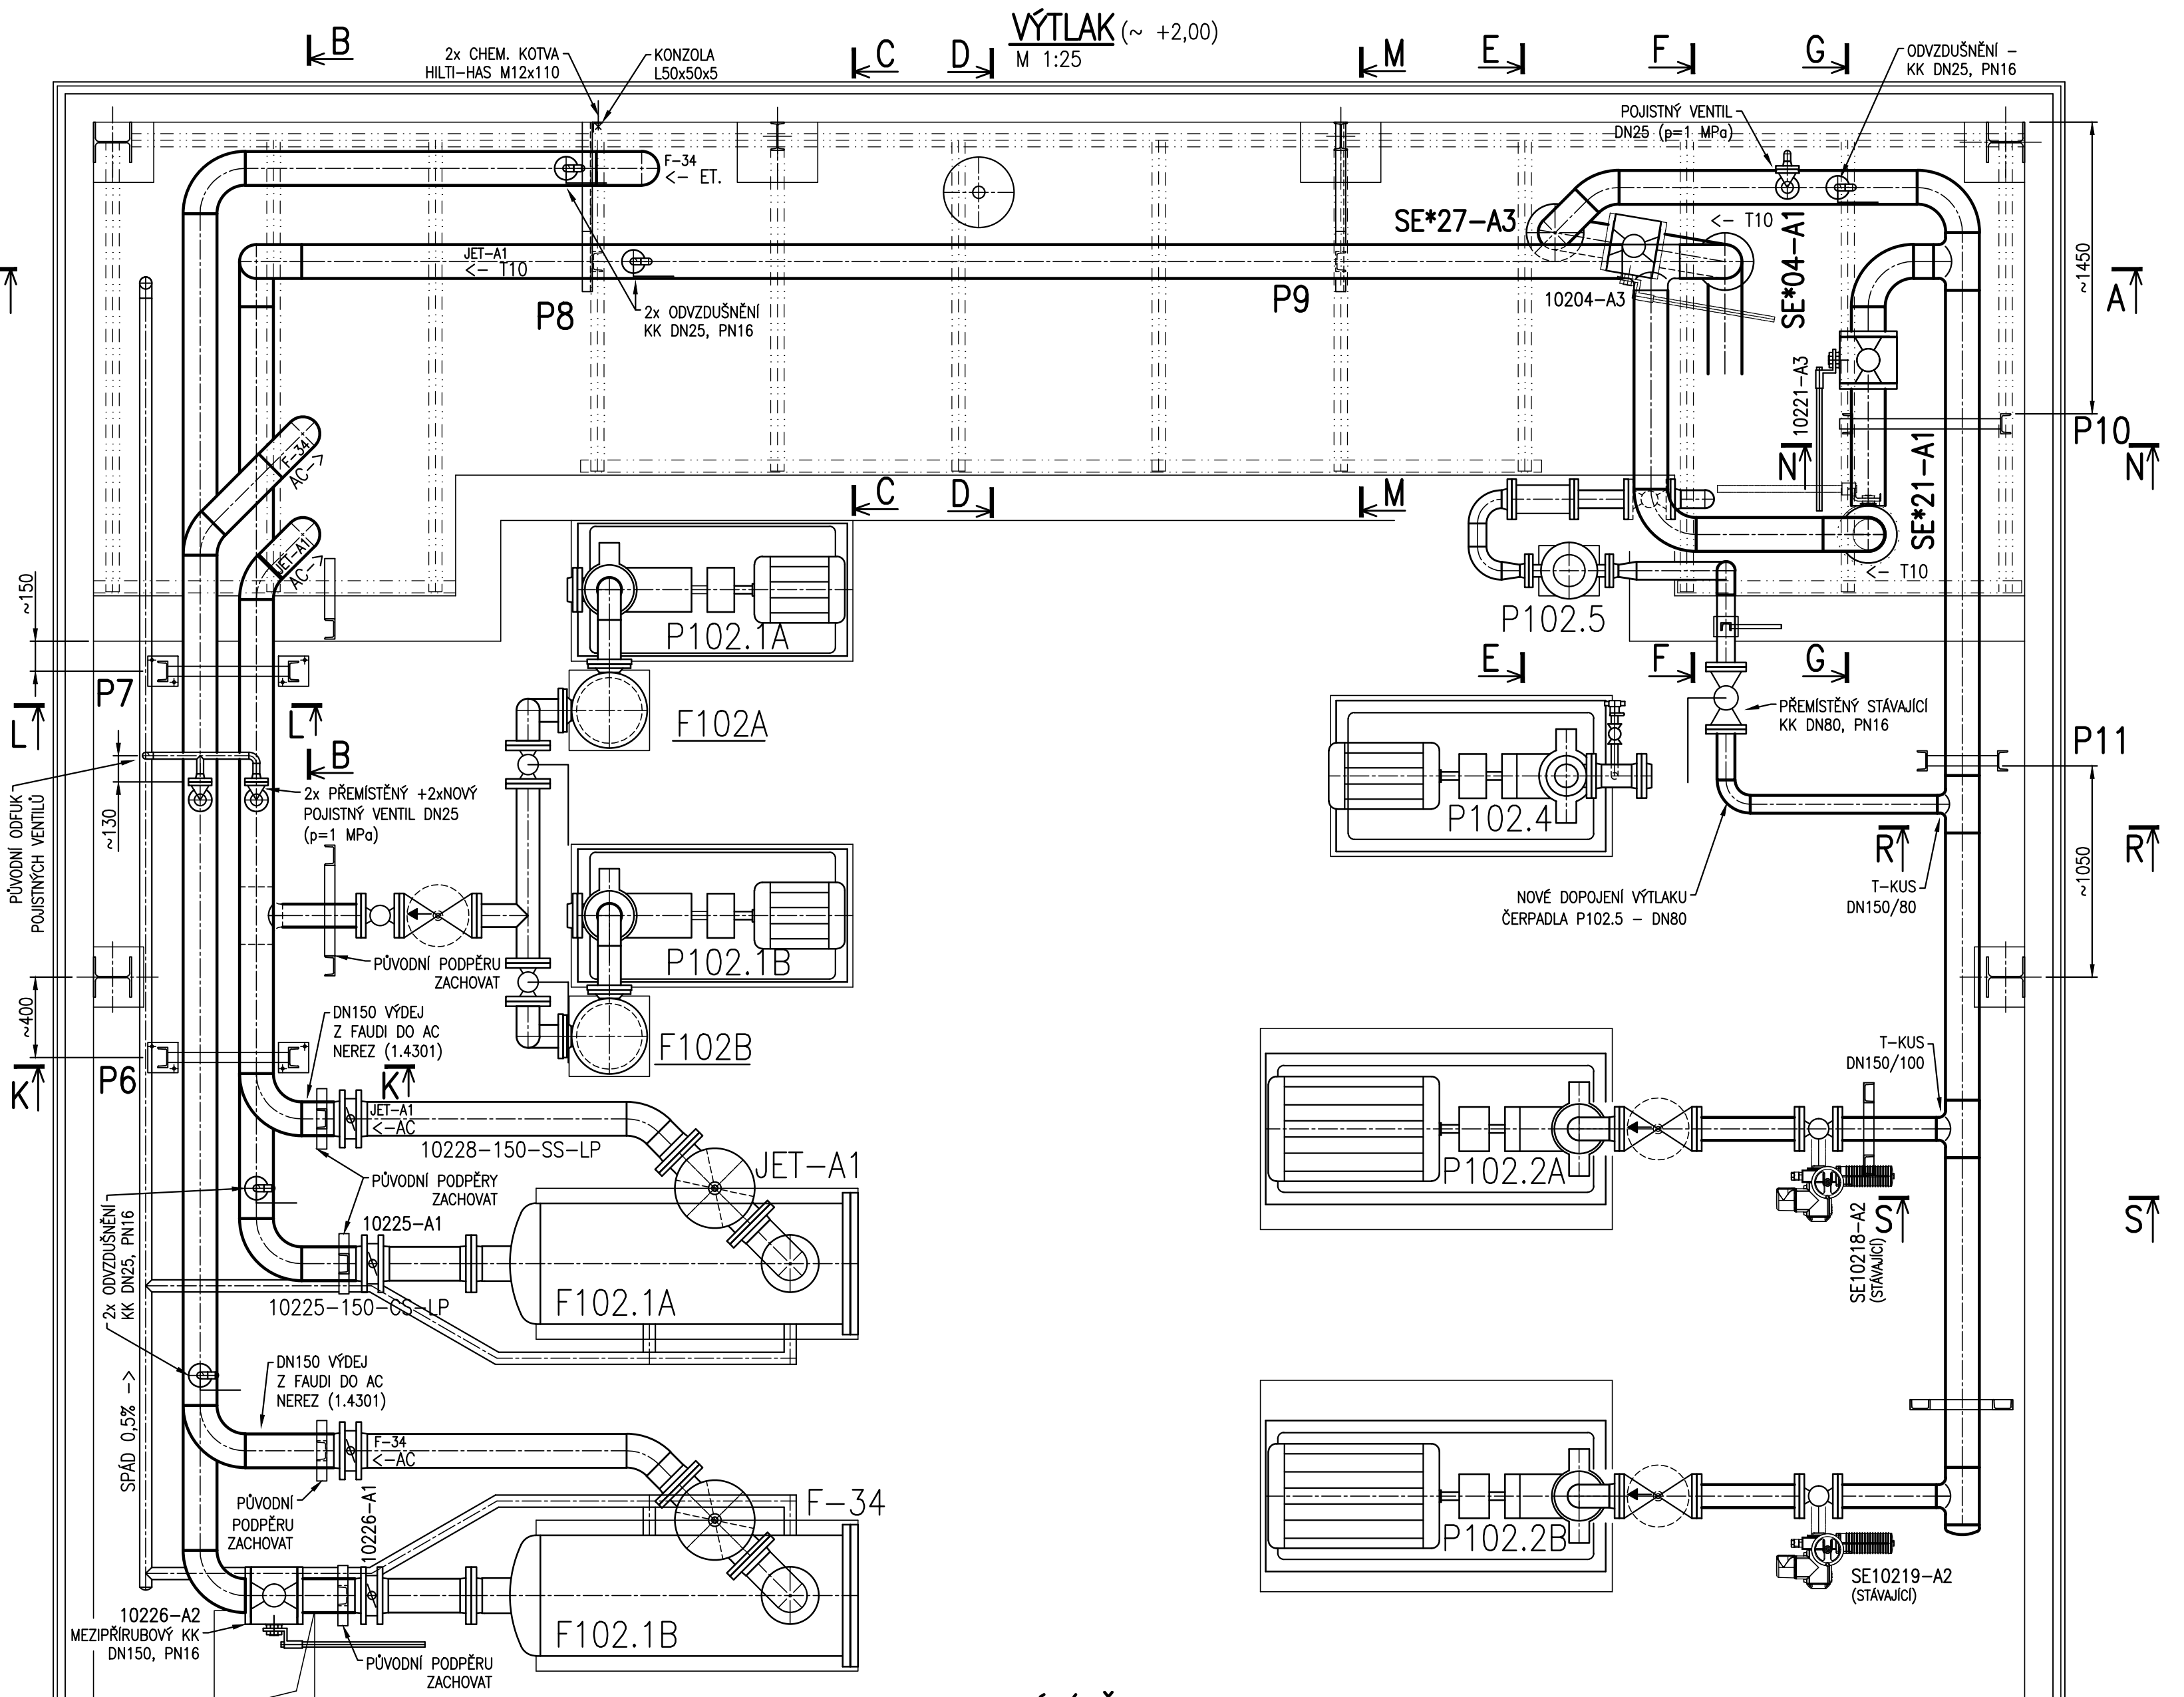 VÝTLAK (~ +2,00)
M 1:25
B
2x CHEM. KOTVA
HILTI-HAS M12x110
KONZOLA
L50x50x5
C
D
M
E
F
G
ODVZDUŠNĚNÍ –
KK DN25, PN16
POJISTNÝ VENTIL
DN25 (p=1 MPa)
F-34
<- ET.
SE*27-A3
<- T10
SE*04-A1
JET-A1
<- T10
P8
2x ODVZDUŠNĚNÍ
KK DN25, PN16
P9
10204-A3
~1450
A
10221-A3
P10
N
N
SE*21-A1
F-34
AC->
JET-A1
AC->
C
D
M
<- T10
~150
P102.1A
P102.5
P7
E
F
G
L
L
F102A
PŘEMÍSTĚNÝ STÁVAJÍCÍ
KK DN80, PN16
P11
B
2x PŘEMÍSTĚNÝ +2xNOVÝ
POJISTNÝ VENTIL DN25
(p=1 MPa)
PŮVODNÍ ODFUK
POJISTNÝCH VENTILŮ
~130
P102.4
R
R
~1050
T-KUS
DN150/80
NOVÉ DOPOJENÍ VÝTLAKU
ČERPADLA P102.5 – DN80
PŮVODNÍ PODPĚRU
ZACHOVAT
P102.1B
~400
DN150 VÝDEJ
Z FAUDI DO AC
NEREZ (1.4301)
F102B
T-KUS
DN150/100
P6
K
K
JET-A1
<-AC
10228-150-SS-LP
JET-A1
P102.2A
PŮVODNÍ PODPĚRY
ZACHOVAT
10225-A1
2x ODVZDUŠNĚNÍ
KK DN25, PN16
SE10218-A2
(STÁVAJÍCÍ)
S
S
10225-150-CS-LP
F102.1A
DN150 VÝDEJ
Z FAUDI DO AC
NEREZ (1.4301)
SPÁD 0,5% ->
F-34
<-AC
PŮVODNÍ
PODPĚRU
ZACHOVAT
10226-A1
F-34
P102.2B
SE10219-A2
(STÁVAJÍCÍ)
10226-A2
MEZIPŘÍRUBOVÝ KK
DN150, PN16
F102.1B
PŮVODNÍ PODPĚRU
ZACHOVAT